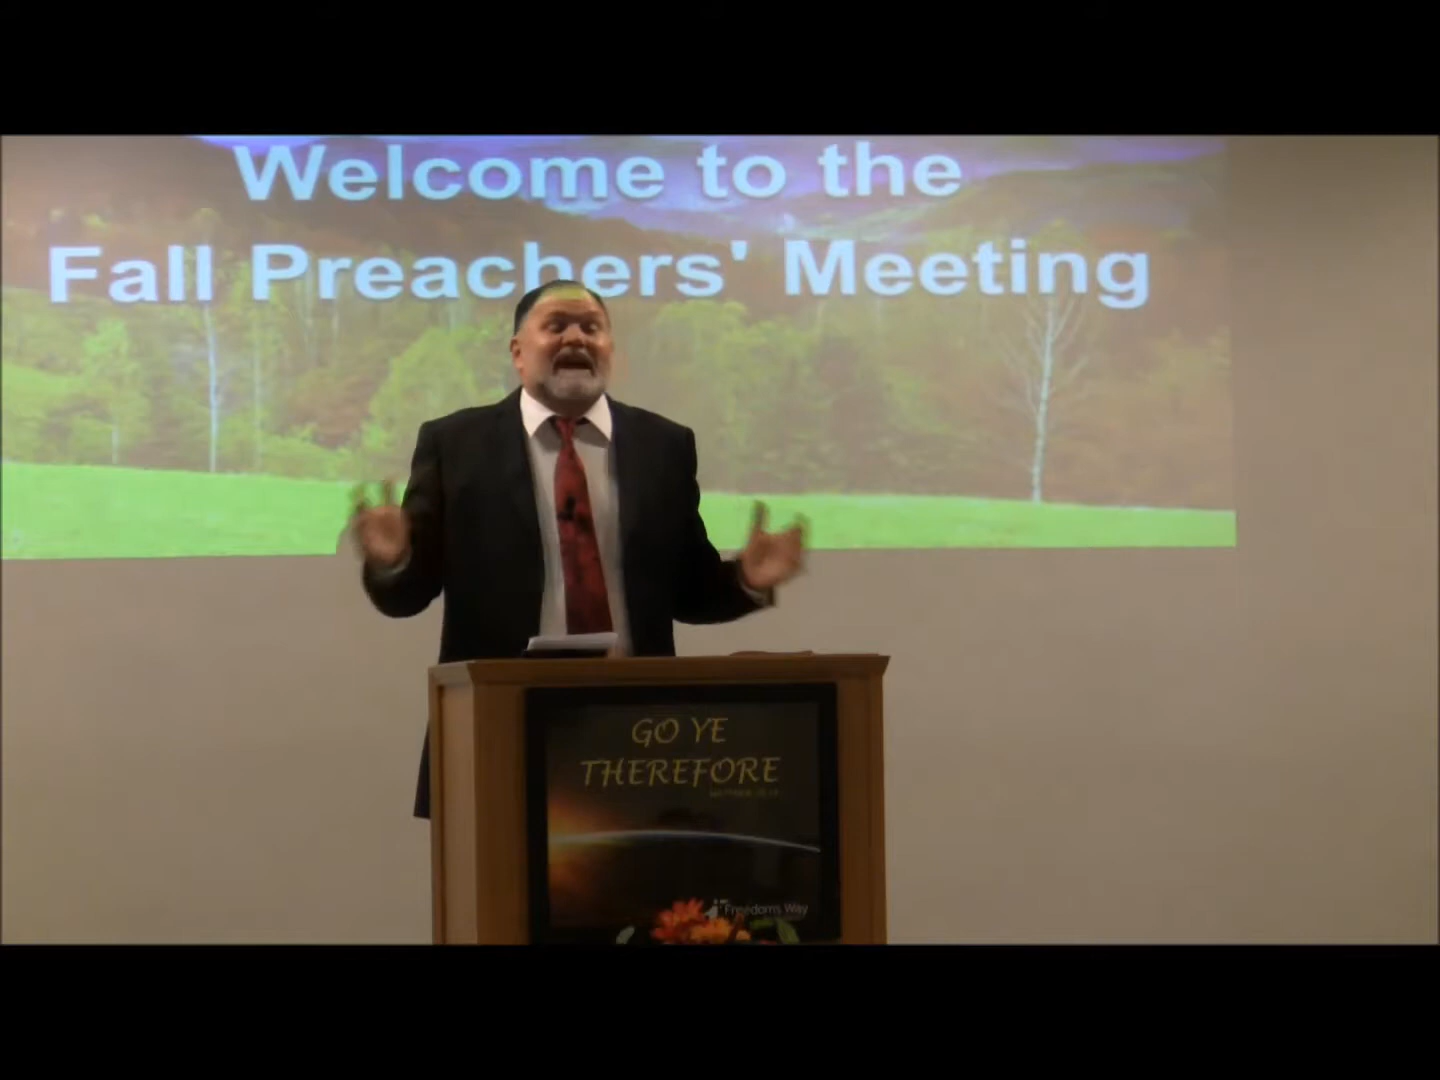 Welcome to the
Fall Preachers' Meeting
GO YE
THEREFORE
Freedoms Way